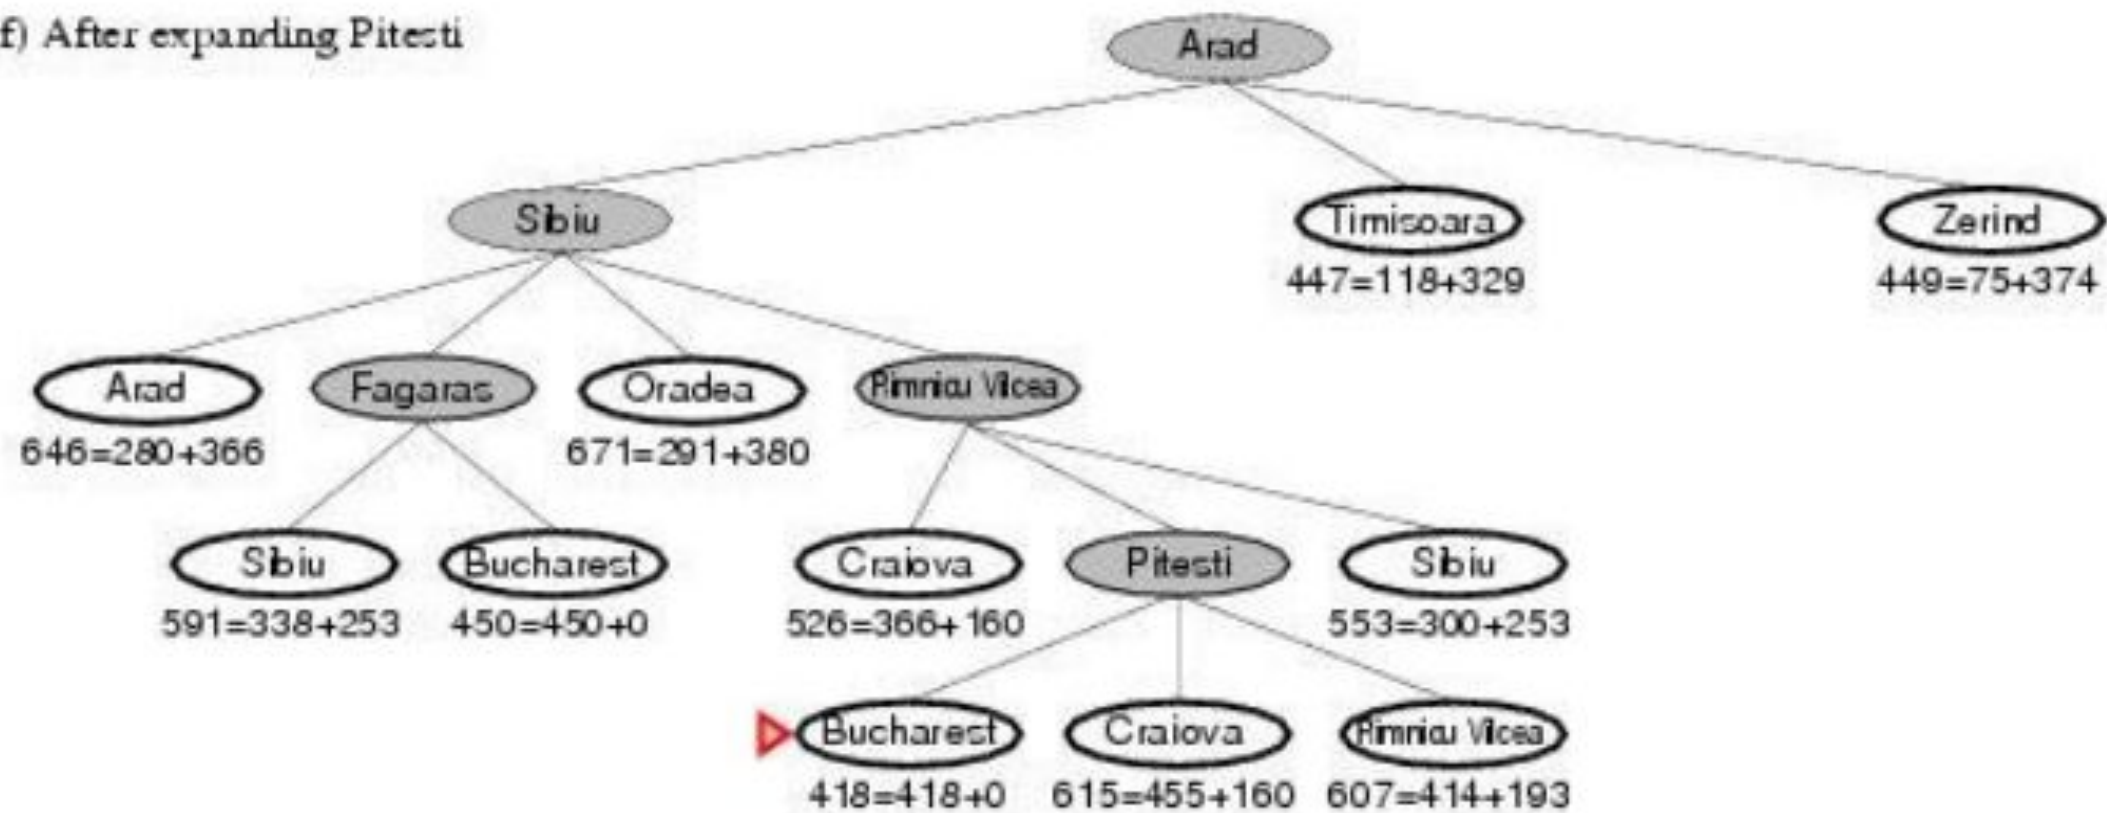 f) After expanding Pitesti
Arad
Sibiu
Timisoara
Zerind
447=118+329
449=75+374
Arad
Fagaras
Oradea
Rimnicu Vilcea
646=280+366
671=291+380
Sibiu
Bucharest
Craiova
Pitesti
Sibiu
591=338+253
450=450+0
526=366+160
553=300+253
Bucharest
Craiova
Rimnicu Vilcea
418=418+0
615=455+160
607=414+193